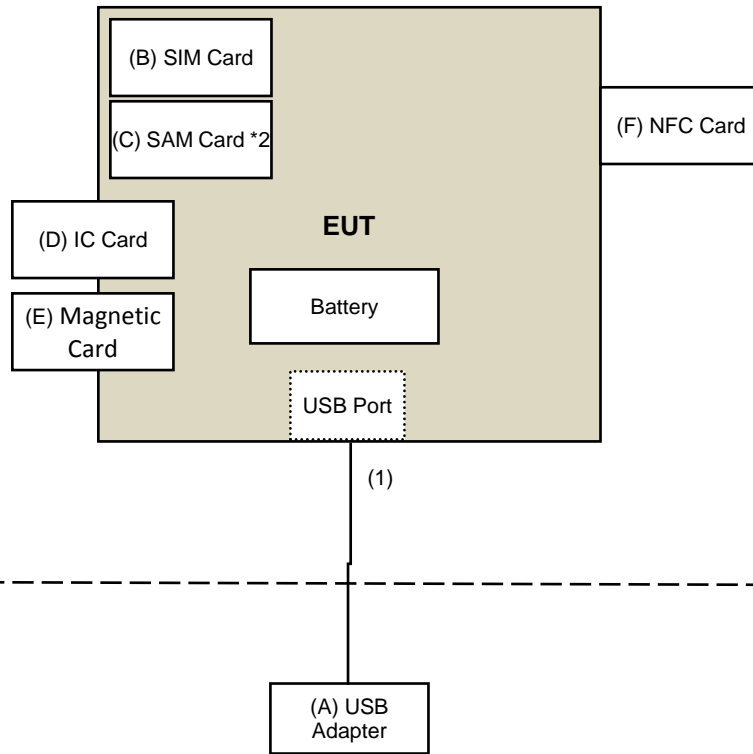 (B) SIM Card
(C) SAM Card *2
(F) NFC Card
(D) IC Card
EUT
(E) Magnetic
Card
Battery
USB Port
(1)
(A) USB
Adapter